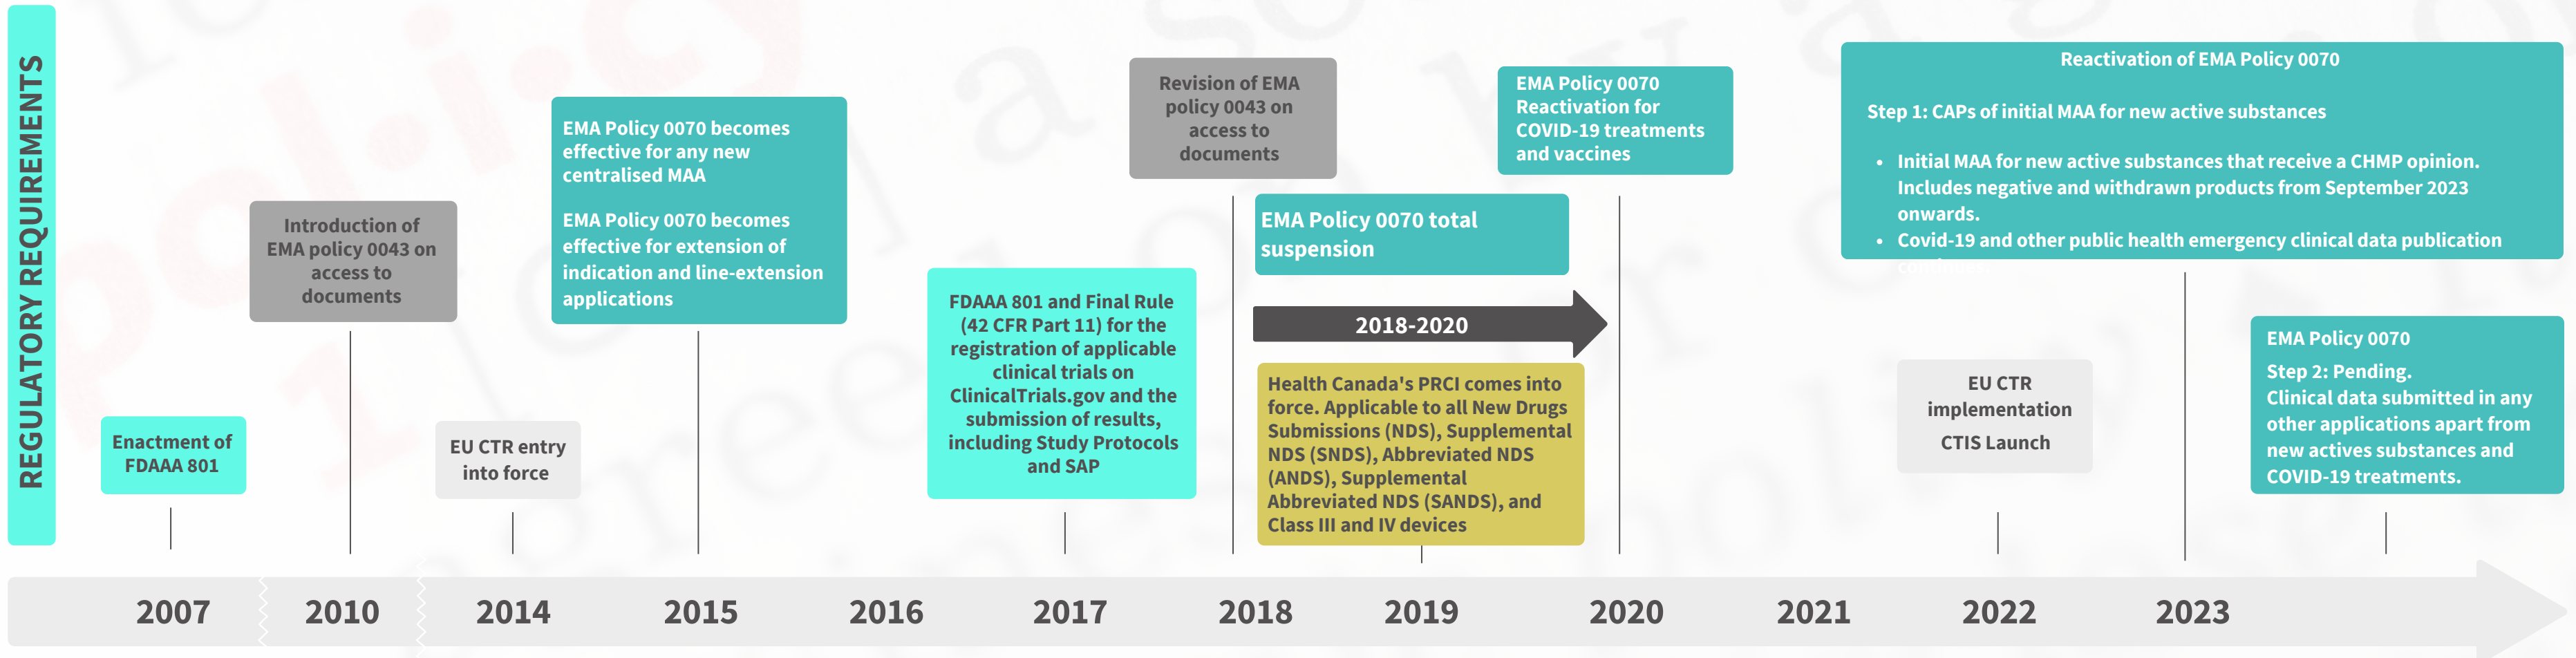 REGULATORY REQUIREMENTS
Enactment of
FDAAA 801
Introduction of
EMA policy 0043 on
access to
documents
EU CTR entry
into force
EMA Policy 0070 becomes
effective for any new
centralised MAA
EMA Policy 0070 becomes
effective for extension of
indication and line-extension
applications
FDAAA 801 and Final Rule
(42 CFR Part 11) for the
registration of applicable
clinical trials on
ClinicalTrials.gov and the
submission of results,
including Study Protocols
and SAP
Revision of EMA
policy 0043 on
access to
documents
EMA Policy 0070 total
suspension
2018-2020
Health Canada's PRCI comes into
force. Applicable to all New Drugs
Submissions (NDS), Supplemental
NDS (SNDS), Abbreviated NDS
(ANDS), Supplemental
Abbreviated NDS (SANDS), and
Class III and IV devices
EMA Policy 0070
Reactivation for
COVID-19 treatments
and vaccines
Reactivation of EMA Policy 0070
Step 1: CAPs of initial MAA for new active substances
• Initial MAA for new active substances that receive a CHMP opinion.
Includes negative and withdrawn products from September 2023
onwards.
• Covid-19 and other public health emergency clinical data publication
EU CTR
implementation
CTIS Launch
EMA Policy 0070
Step 2: Pending.
Clinical data submitted in any
other applications apart from
new actives substances and
COVID-19 treatments.
2007 2010 2014 2015 2016 2017 2018 2019 2020 2021 2022 2023